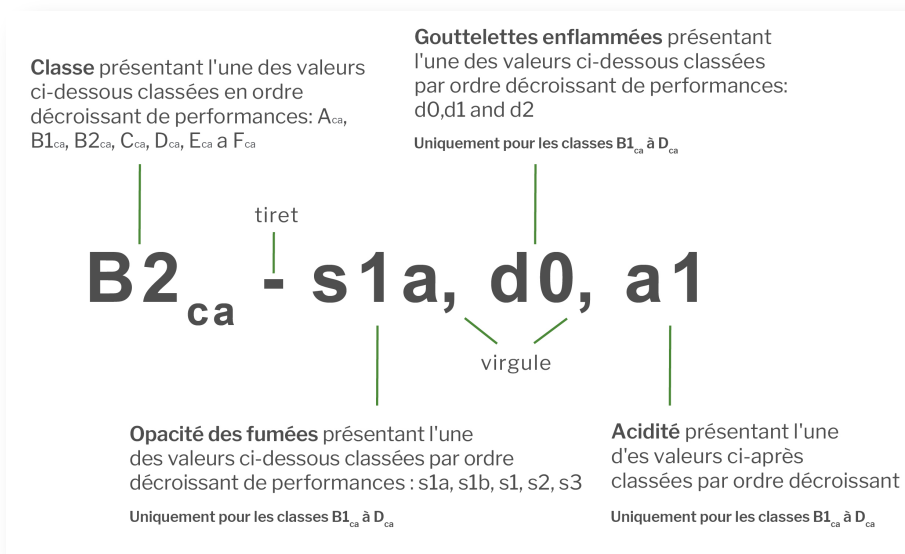 Classe présentant l'une des valeurs
ci-dessous classées en ordre
décroissant de performances: Aca,
B1ca, B2ca, Cca, Dca, Eca a Fca
Gouttelettes enflammées présentant
l'une des valeurs ci-dessous classées
par ordre décroissant de performances:
d0,d1 and d2
Uniquement pour les classes B1ca à Dca
tiret
B2ca - s1a, d0, a1
virgule
Opacité des fumées présentant l'une
des valeurs ci-dessous classées par ordre
décroissant de performances : s1a, s1b, s1, s2, s3
Uniquement pour les classes B1ca à Dca
Acidité présentant l'une
d'es valeurs ci-après
classées par ordre décroissant
Uniquement pour les classes B1ca à Dca